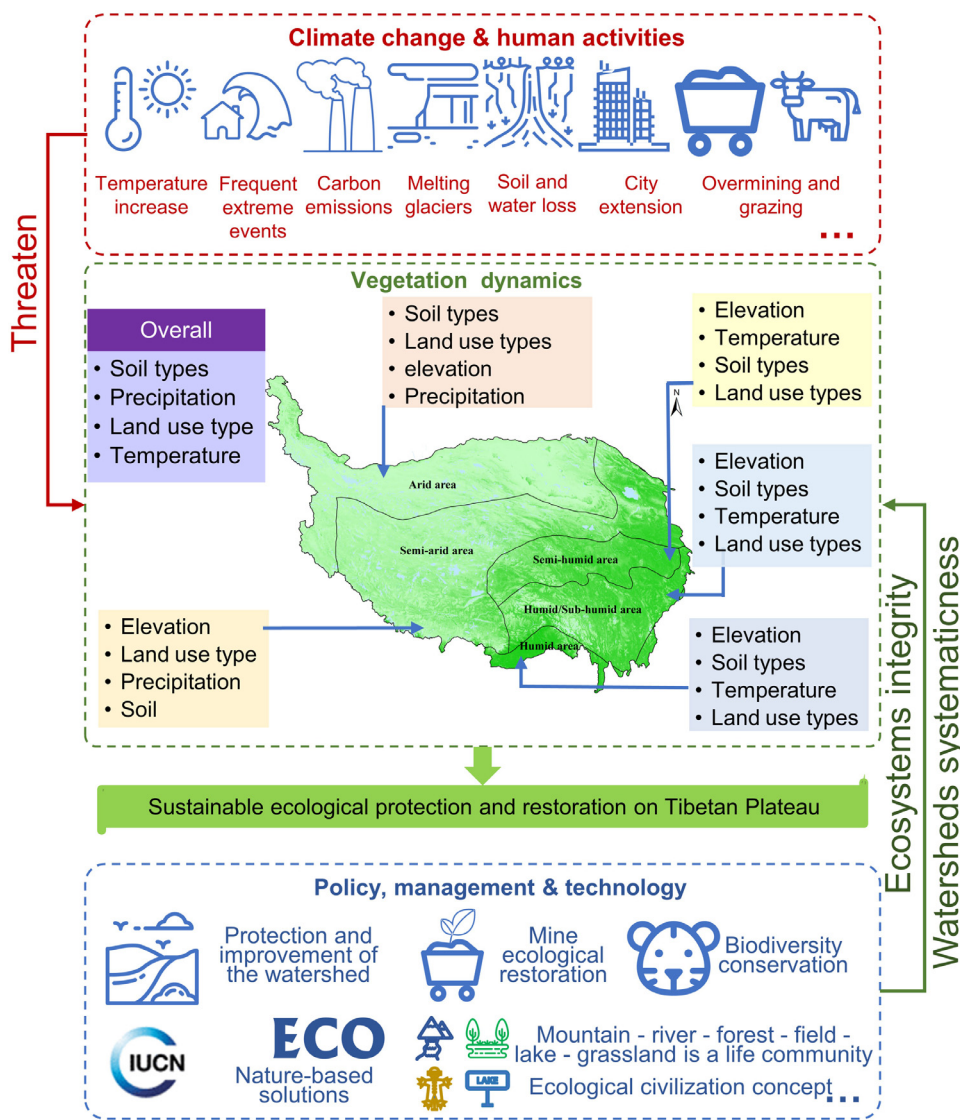 Climate change & human activities
Temperature
increase
Frequent
extreme
events
Carbon
emissions
Melting
glaciers
Soil and
water loss
City
extension
Overmining and
grazing
...
Threaten
Vegetation dynamics
Overall
• Soil types
• Precipitation
• Land use type
• Temperature
• Soil types
• Land use types
• elevation
• Precipitation
• Elevation
• Temperature
• Soil types
• Land use types
N
• Elevation
• Soil types
• Temperature
• Land use types
Arid area
Semi-arid area
Semi-humid area
Humid/Sub-humid area
Humid area
• Elevation
• Land use type
• Precipitation
• Soil
• Elevation
• Soil types
• Temperature
• Land use types
Ecosystems integrity
Watersheds systematicness
Sustainable ecological protection and restoration on Tibetan Plateau
Policy, management & technology
Protection and
improvement of
the watershed
Mine
ecological
restoration
Biodiversity
conservation
IUCN
ECO
Nature-based
solutions
Mountain - river - forest - field -
lake - grassland is a life community
LAKE
Ecological civilization concept...